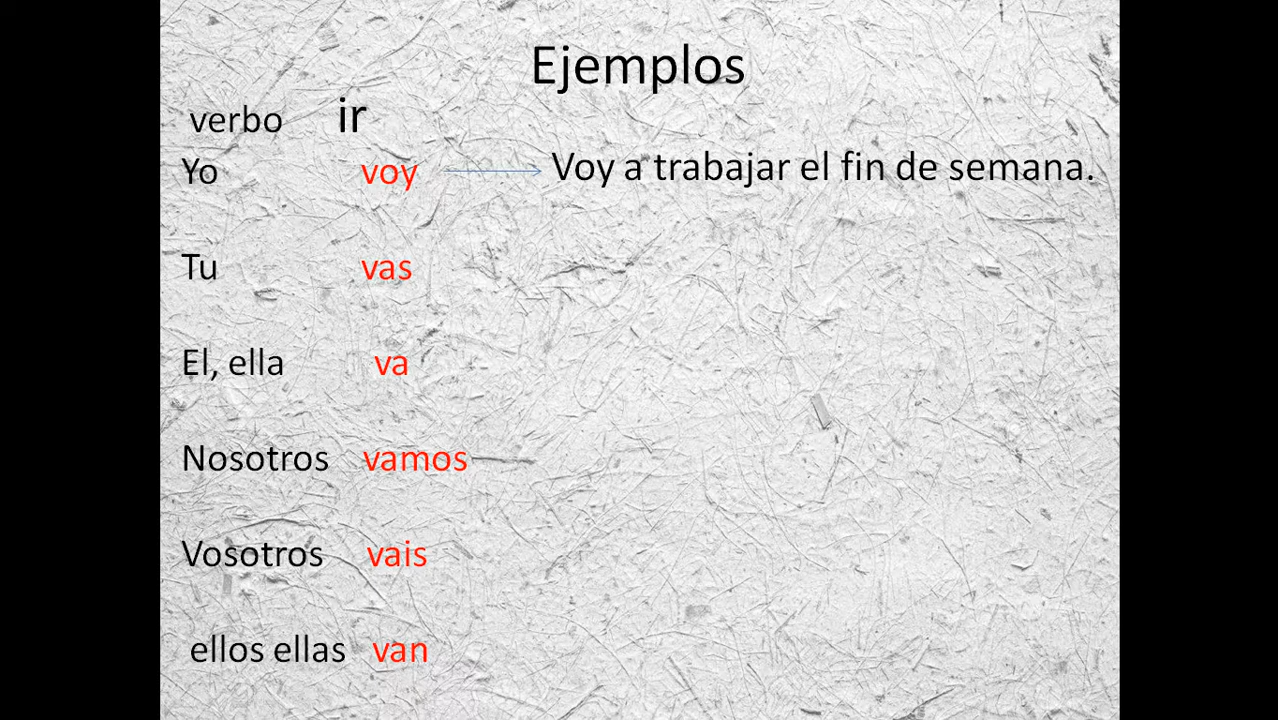 Ejemplos
verbo ir
Yo voy Voy a trabajar el fin de semana.
Tu vas
El, ella va
Nosotros vamos
Vosotros vais
ellos ellas van